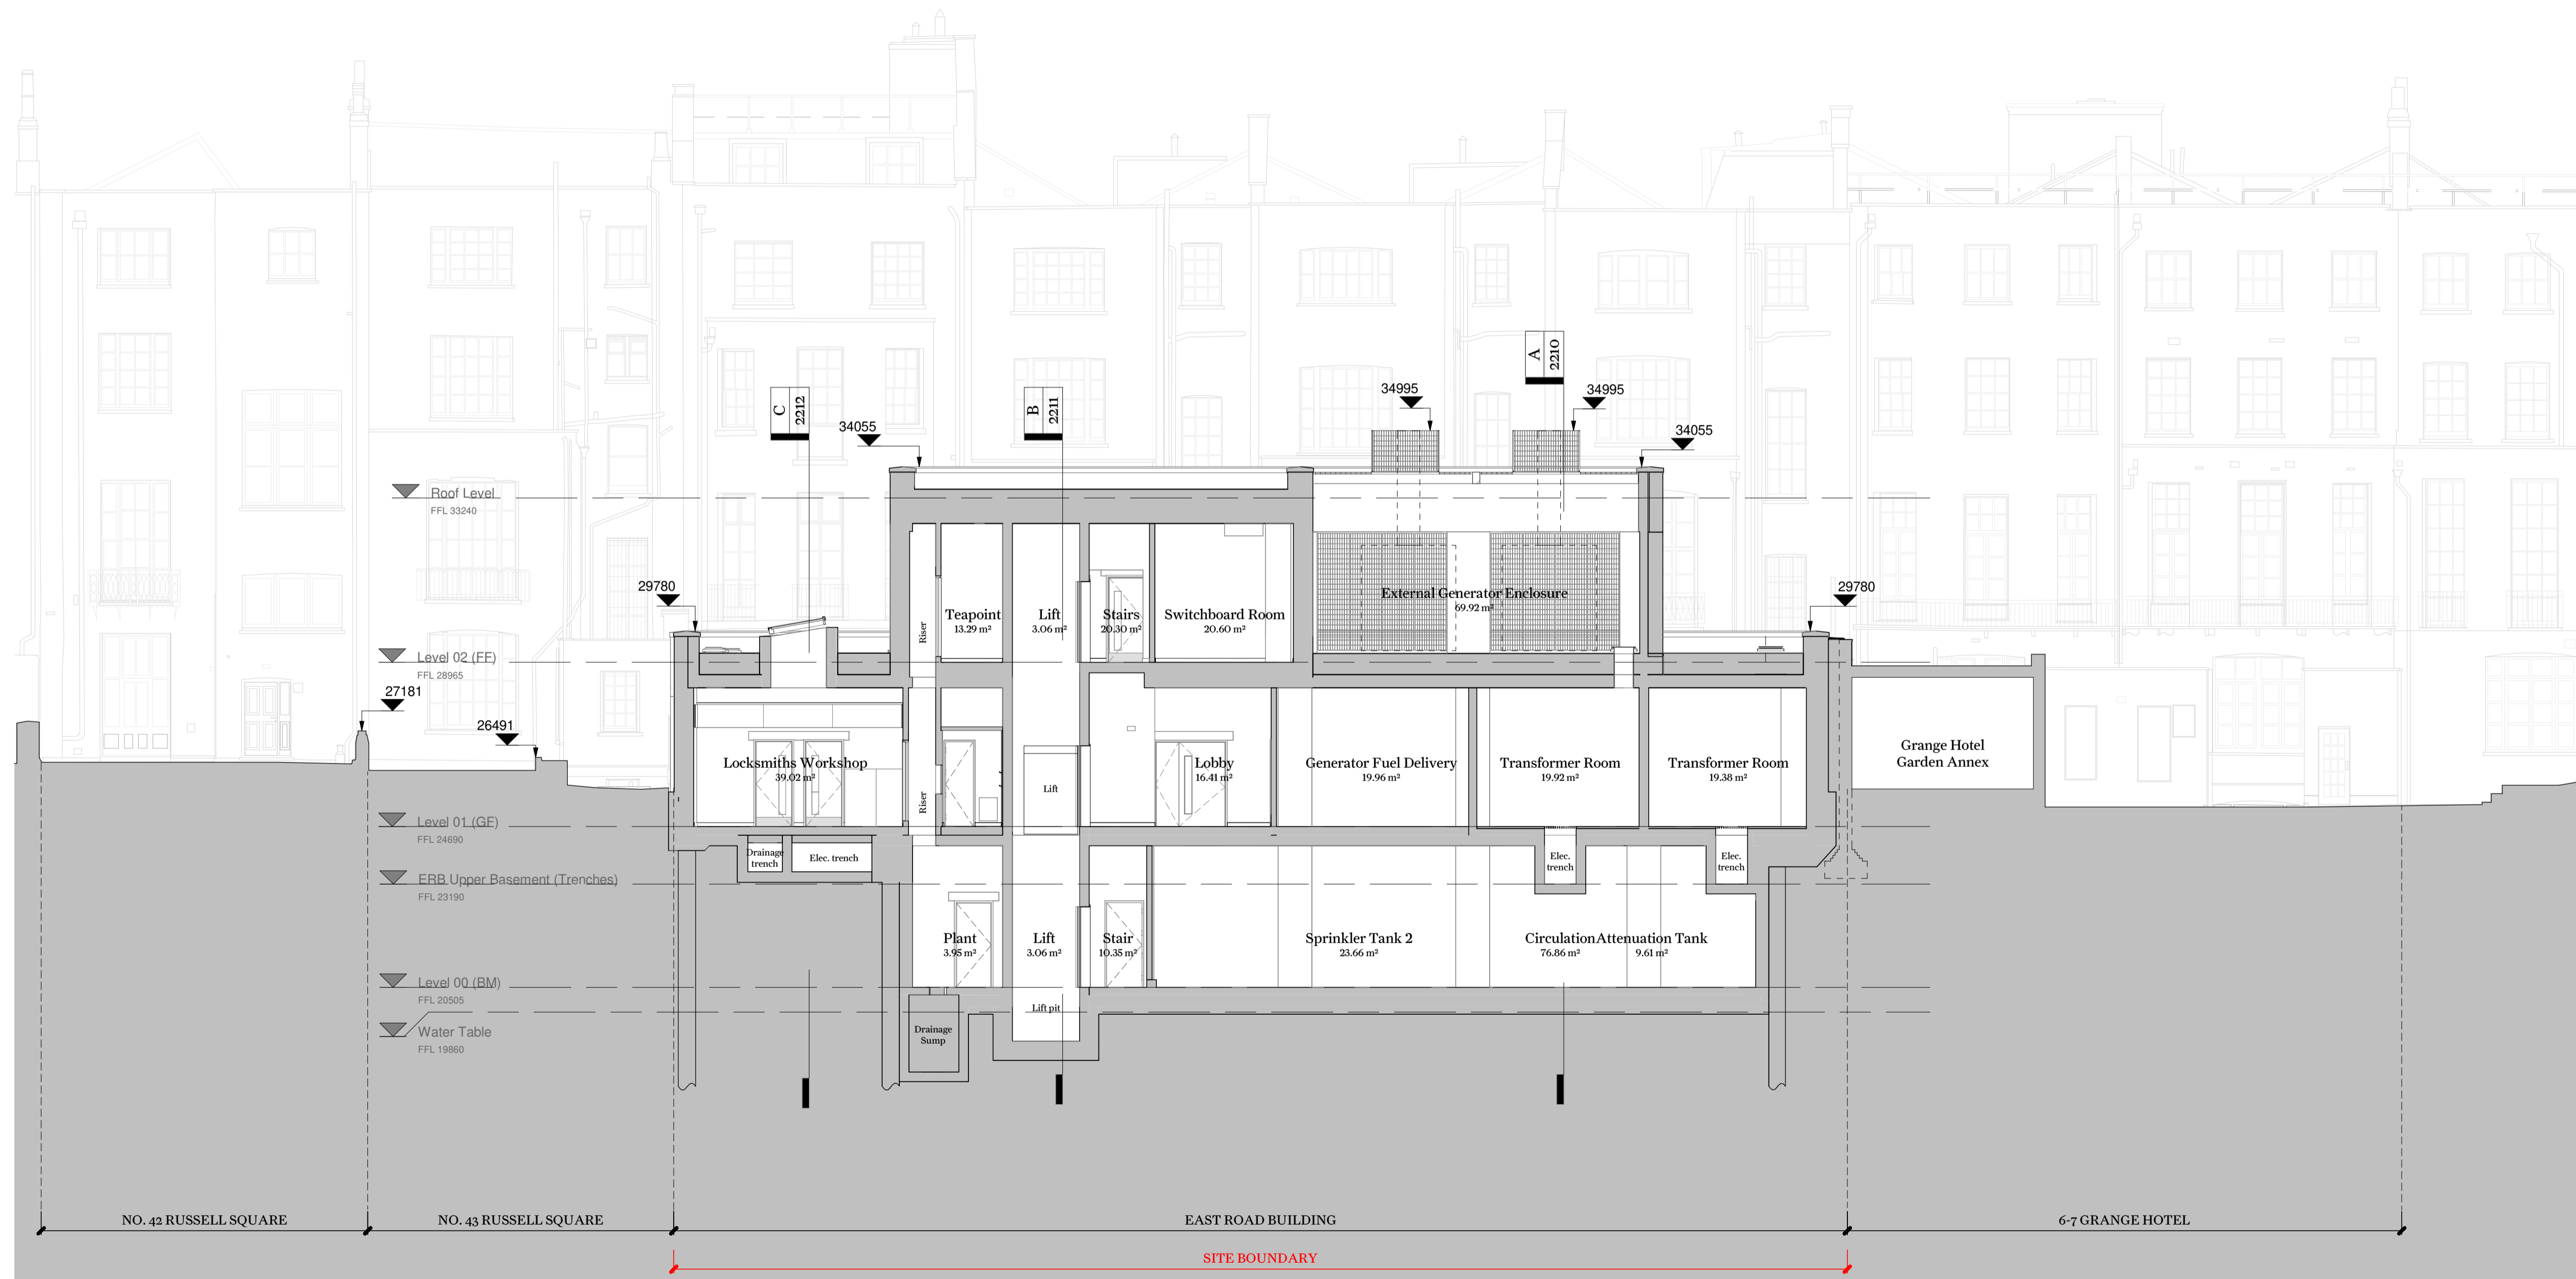 A
2210
34995
34995
C
2212
B
2211
34055
34055
Roof Level
FFL 33240
29780
29780
External Generator Enclosure
69.92 m²
Teapoint
13.29 m²
Lift
3.06 m²
Stairs
20.30 m²
Switchboard Room
20.60 m²
Riser
Level 02 (FF)
FFL 28965
27181
26491
Grange Hotel
Garden Annex
Locksmiths Workshop
39.02 m²
Lobby
16.41 m²
Generator Fuel Delivery
19.96 m²
Transformer Room
19.92 m²
Transformer Room
19.38 m²
Lift
Riser
Level 01 (GF)
FFL 24690
Drainage
trench
Elec. trench
Elec.
trench
Elec.
trench
ERB Upper Basement (Trenches)
FFL 23190
Plant
3.95 m²
Lift
3.06 m²
Stair
10.35 m²
Sprinkler Tank 2
23.66 m²
Circulation
76.86 m²
Attenuation Tank
9.61 m²
Level 00 (BM)
FFL 20505
Lift pit
Water Table
FFL 19860
Drainage
Sump
NO. 42 RUSSELL SQUARE
NO. 43 RUSSELL SQUARE
EAST ROAD BUILDING
6-7 GRANGE HOTEL
SITE BOUNDARY